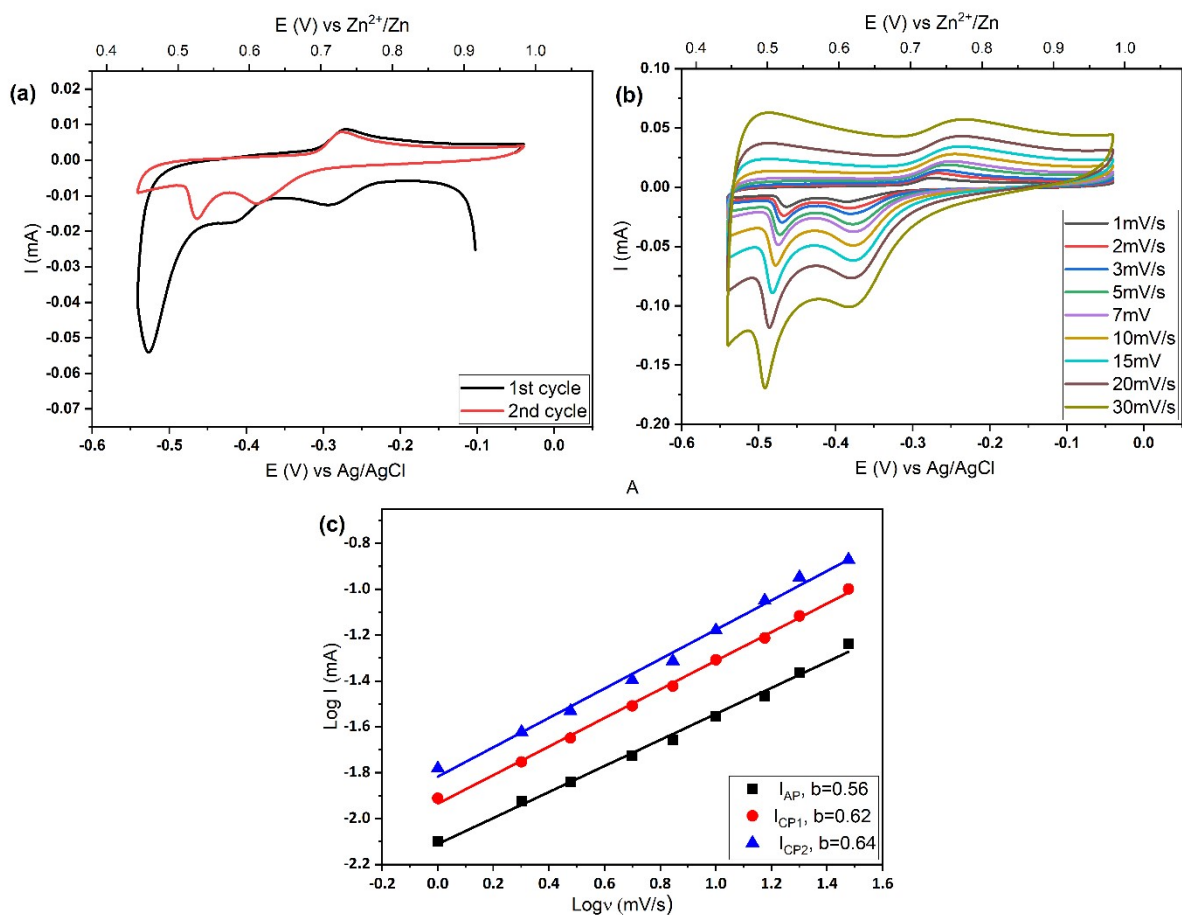 E (V) vs Zn²⁺/Zn
0.4 0.5 0.6 0.7 0.8 0.9 1.0
(a)
0.02
0.01
0.00
-0.01
-0.02
-0.03
-0.04
-0.06
-0.07
I (mA)
1st cycle
2nd cycle
-0.6 -0.5 -0.4 -0.3 -0.2 -0.1 0.0
E (V) vs Ag/AgCl
E (V) vs Zn²⁺/Zn
0.4 0.5 0.6 0.7 0.8 0.9 1.0
(b)
0.10
0.05
0.00
-0.05
-0.10
-0.15
-0.20
I (mA)
1mV/s
2mV/s
3mV/s
5mV/s
7mV
10mV/s
15mV
20mV/s
30mV/s
-0.6 -0.5 -0.4 -0.3 -0.2 -0.1 0.0
E (V) vs Ag/AgCl
A
(c)
-0.8
-1.0
-1.2
-1.4
-1.6
-1.8
-2.0
-2.2
Log I (mA)
I_AP, b=0.56
I_CP1, b=0.62
I_CP2, b=0.64
-0.2 0.0 0.2 0.4 0.6 0.8 1.0 1.2 1.4 1.6
Logν (mV/s)